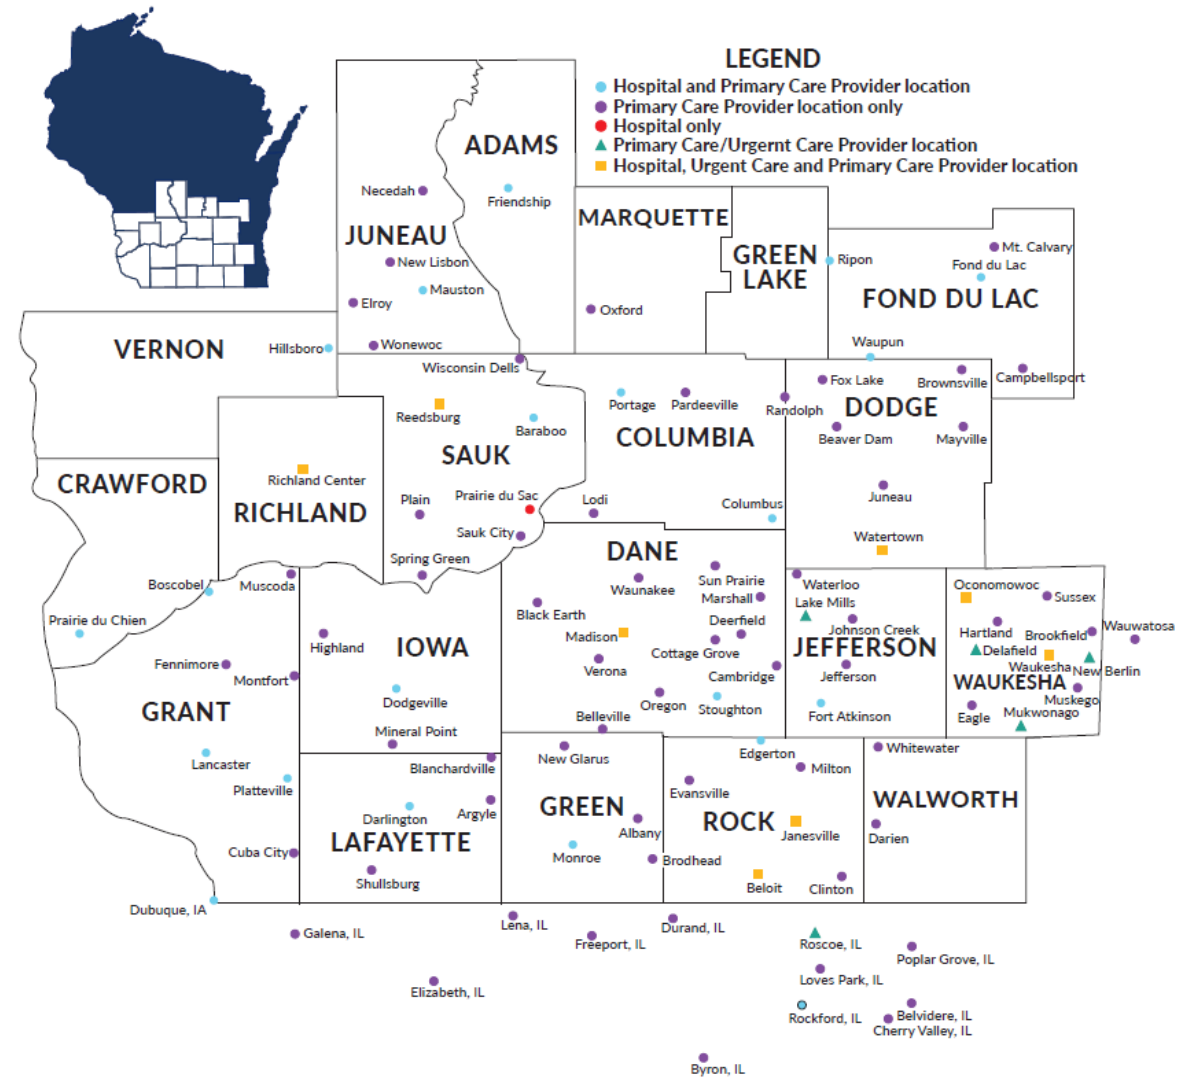 LEGEND
Hospital and Primary Care Provider location
Primary Care Provider location only
Hospital only
Primary Care/Urgernt Care Provider location
Hospital, Urgent Care and Primary Care Provider location
ADAMS
Necedah
Friendship
MARQUETTE
JUNEAU
GREEN
LAKE
Mt. Calvary
New Lisbon
Ripon
Fond du Lac
Mauston
FOND DU LAC
Elroy
Oxford
VERNON
Hillsboro
Wonewoc
Waupun
Wisconsin Dells
Fox Lake
Brownsville
Campbellsport
Reedsburg
Portage
Pardeeville
Randolph
DODGE
Baraboo
COLUMBIA
Beaver Dam
Mayville
SAUK
CRAWFORD
Richland Center
RICHLAND
Plain
Prairie du Sac
Lodi
Columbus
Juneau
Sauk City
Watertown
DANE
Spring Green
Boscobel
Muscoda
Waunakee
Sun Prairie
Marshall
Waterloo
Oconomowoc
Sussex
Lake Mills
Prairie du Chien
Black Earth
Deerfield
Johnson Creek
Hartland
Brookfield
Wauwatosa
Highland
IOWA
Madison
Cottage Grove
JEFFERSON
Delafield
Fennimore
Montfort
Verona
Cambridge
Jefferson
Waukesha
New Berlin
WAUKESHA
Dodgeville
Oregon
Stoughton
Muskego
GRANT
Belleville
Fort Atkinson
Eagle
Mukwonago
Mineral Point
Lancaster
Blanchardville
New Glarus
Edgerton
Whitewater
Milton
Platteville
Evansville
WALWORTH
Darlington
Argyle
GREEN
ROCK
LAFAYETTE
Albany
Janesville
Darien
Cuba City
Monroe
Brodhead
Shullsburg
Beloit
Clinton
Dubuque, IA
Galena, IL
Lena, IL
Freeport, IL
Durand, IL
Roscoe, IL
Poplar Grove, IL
Loves Park, IL
Elizabeth, IL
Rockford, IL
Belvidere, IL
Cherry Valley, IL
Byron, IL